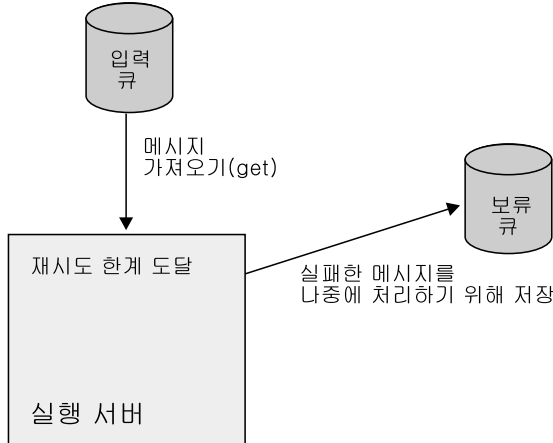 입력
큐
메시지
가져오기(get)
보류
큐
재시도 한계 도달
실패한 메시지를
나중에 처리하기 위해 저장
실행 서버